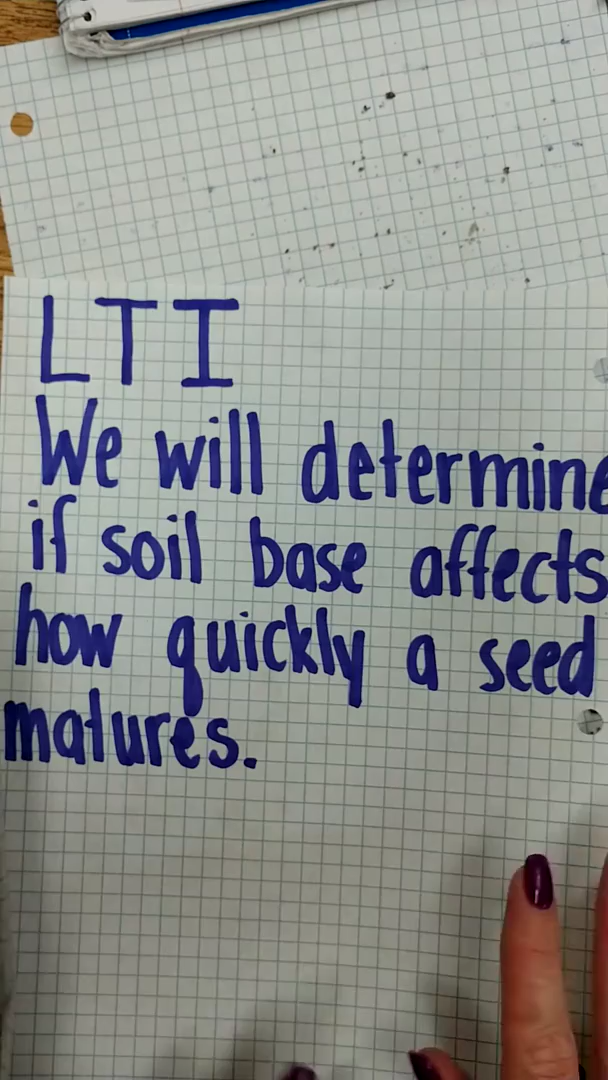 LTI
We will determine
if soil base affects
how quickly a seed
matures.